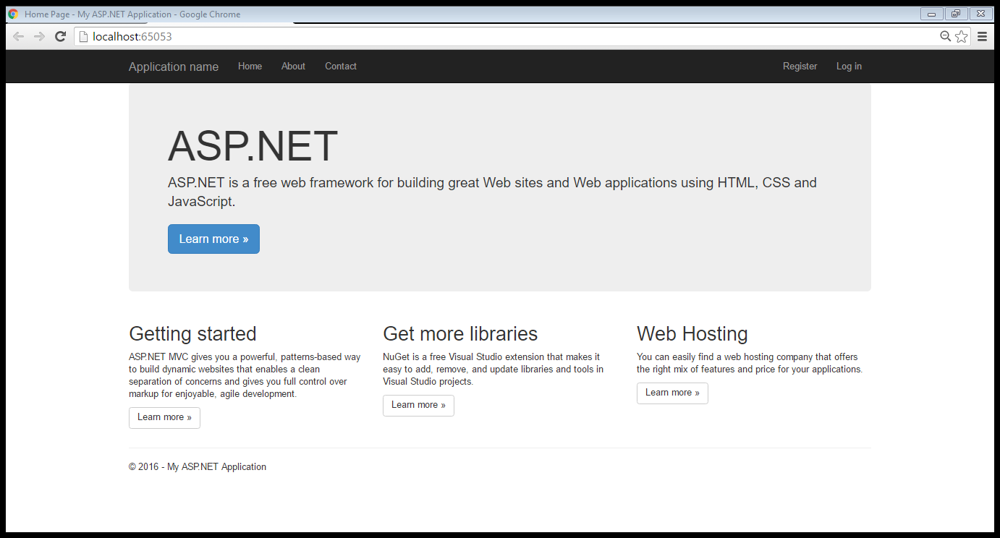 Home Page - My ASP.NET Application - Google Chrome
localhost:65053
Application name Home About Contact Register Log in
ASP.NET
ASP.NET is a free web framework for building great Web sites and Web applications using HTML, CSS and
JavaScript.
Learn more »
Getting started
ASP.NET MVC gives you a powerful, patterns-based way
to build dynamic websites that enables a clean
separation of concerns and gives you full control over
markup for enjoyable, agile development.
Learn more »
Get more libraries
NuGet is a free Visual Studio extension that makes it
easy to add, remove, and update libraries and tools in
Visual Studio projects.
Learn more »
Web Hosting
You can easily find a web hosting company that offers
the right mix of features and price for your applications.
Learn more »
© 2016 - My ASP.NET Application